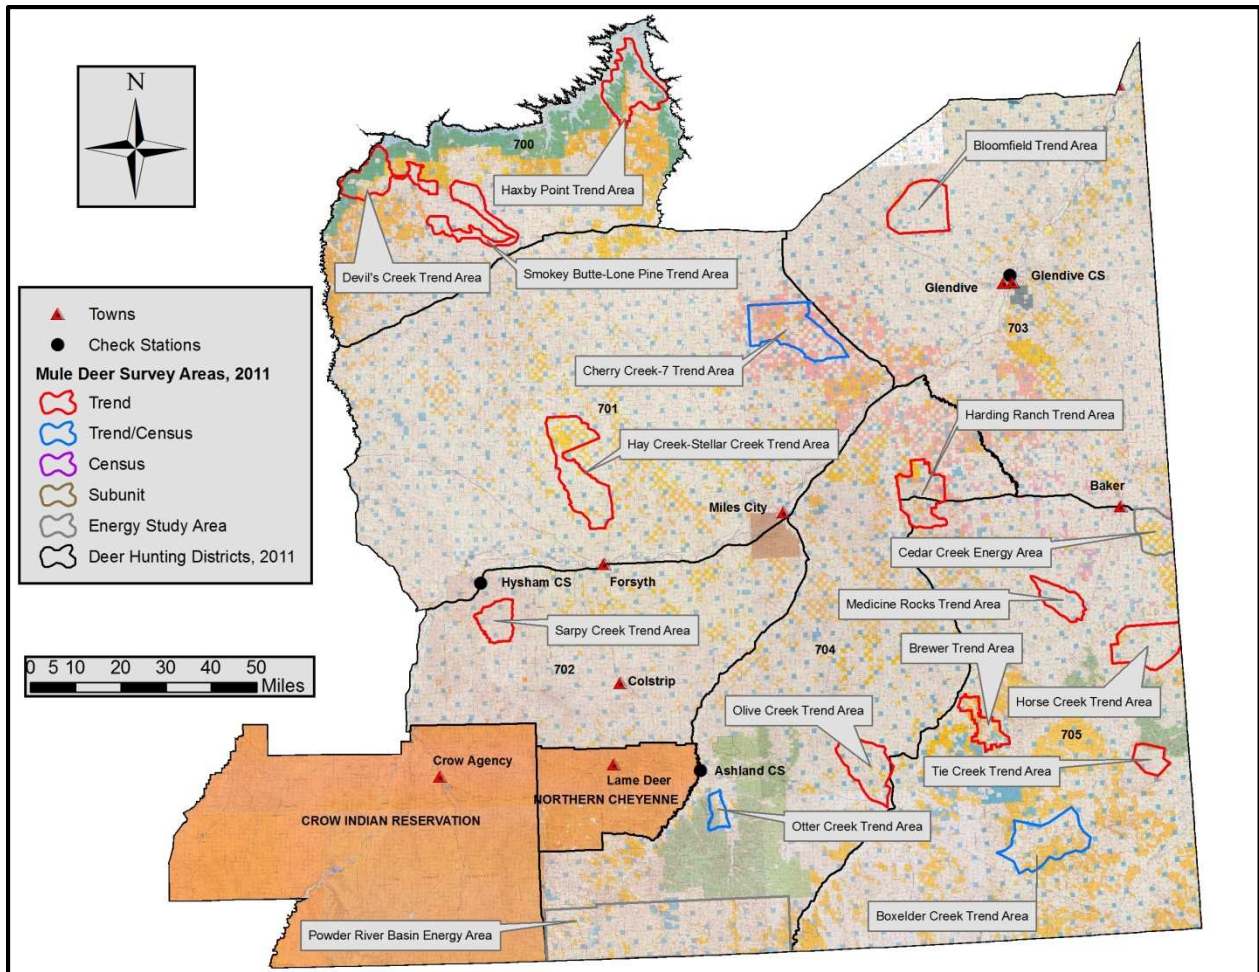 N
700
Bloomfield Trend Area
Haxby Point Trend Area
Devil's Creek Trend Area
Smokey Butte-Lone Pine Trend Area
Glendive
Glendive CS
703
Towns
Check Stations
Mule Deer Survey Areas, 2011
Trend
Trend/Census
Census
Subunit
Energy Study Area
Deer Hunting Districts, 2011
Cherry Creek-7 Trend Area
701
Harding Ranch Trend Area
Hay Creek-Stellar Creek Trend Area
Baker
Miles City
Cedar Creek Energy Area
Hysham CS
Forsyth
Medicine Rocks Trend Area
Sarpy Creek Trend Area
704
Brewer Trend Area
702
0 5 10 20 30 40 50
Miles
Colstrip
Horse Creek Trend Area
Olive Creek Trend Area
705
Crow Agency
Lame Deer
Ashland CS
Tie Creek Trend Area
NORTHERN CHEYENNE
CROW INDIAN RESERVATION
Otter Creek Trend Area
Boxelder Creek Trend Area
Powder River Basin Energy Area